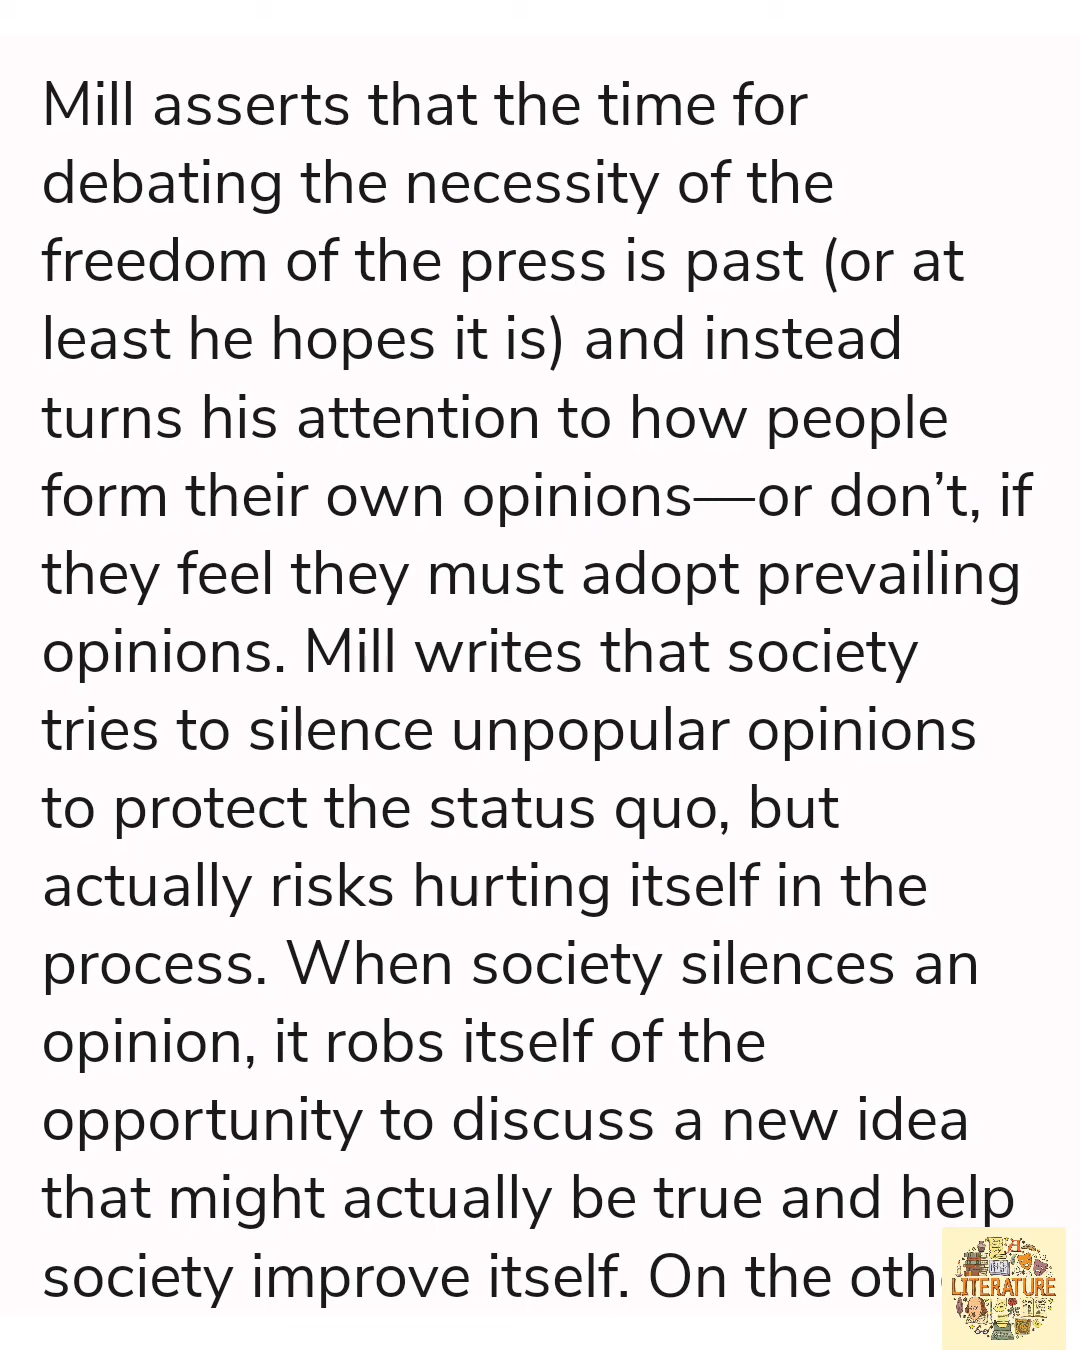 Mill asserts that the time for
debating the necessity of the
freedom of the press is past (or at
least he hopes it is) and instead
turns his attention to how people
form their own opinions—or don’t, if
they feel they must adopt prevailing
opinions. Mill writes that society
tries to silence unpopular opinions
to protect the status quo, but
actually risks hurting itself in the
process. When society silences an
opinion, it robs itself of the
opportunity to discuss a new idea
that might actually be true and help
society improve itself. On the oth
LITERATURE